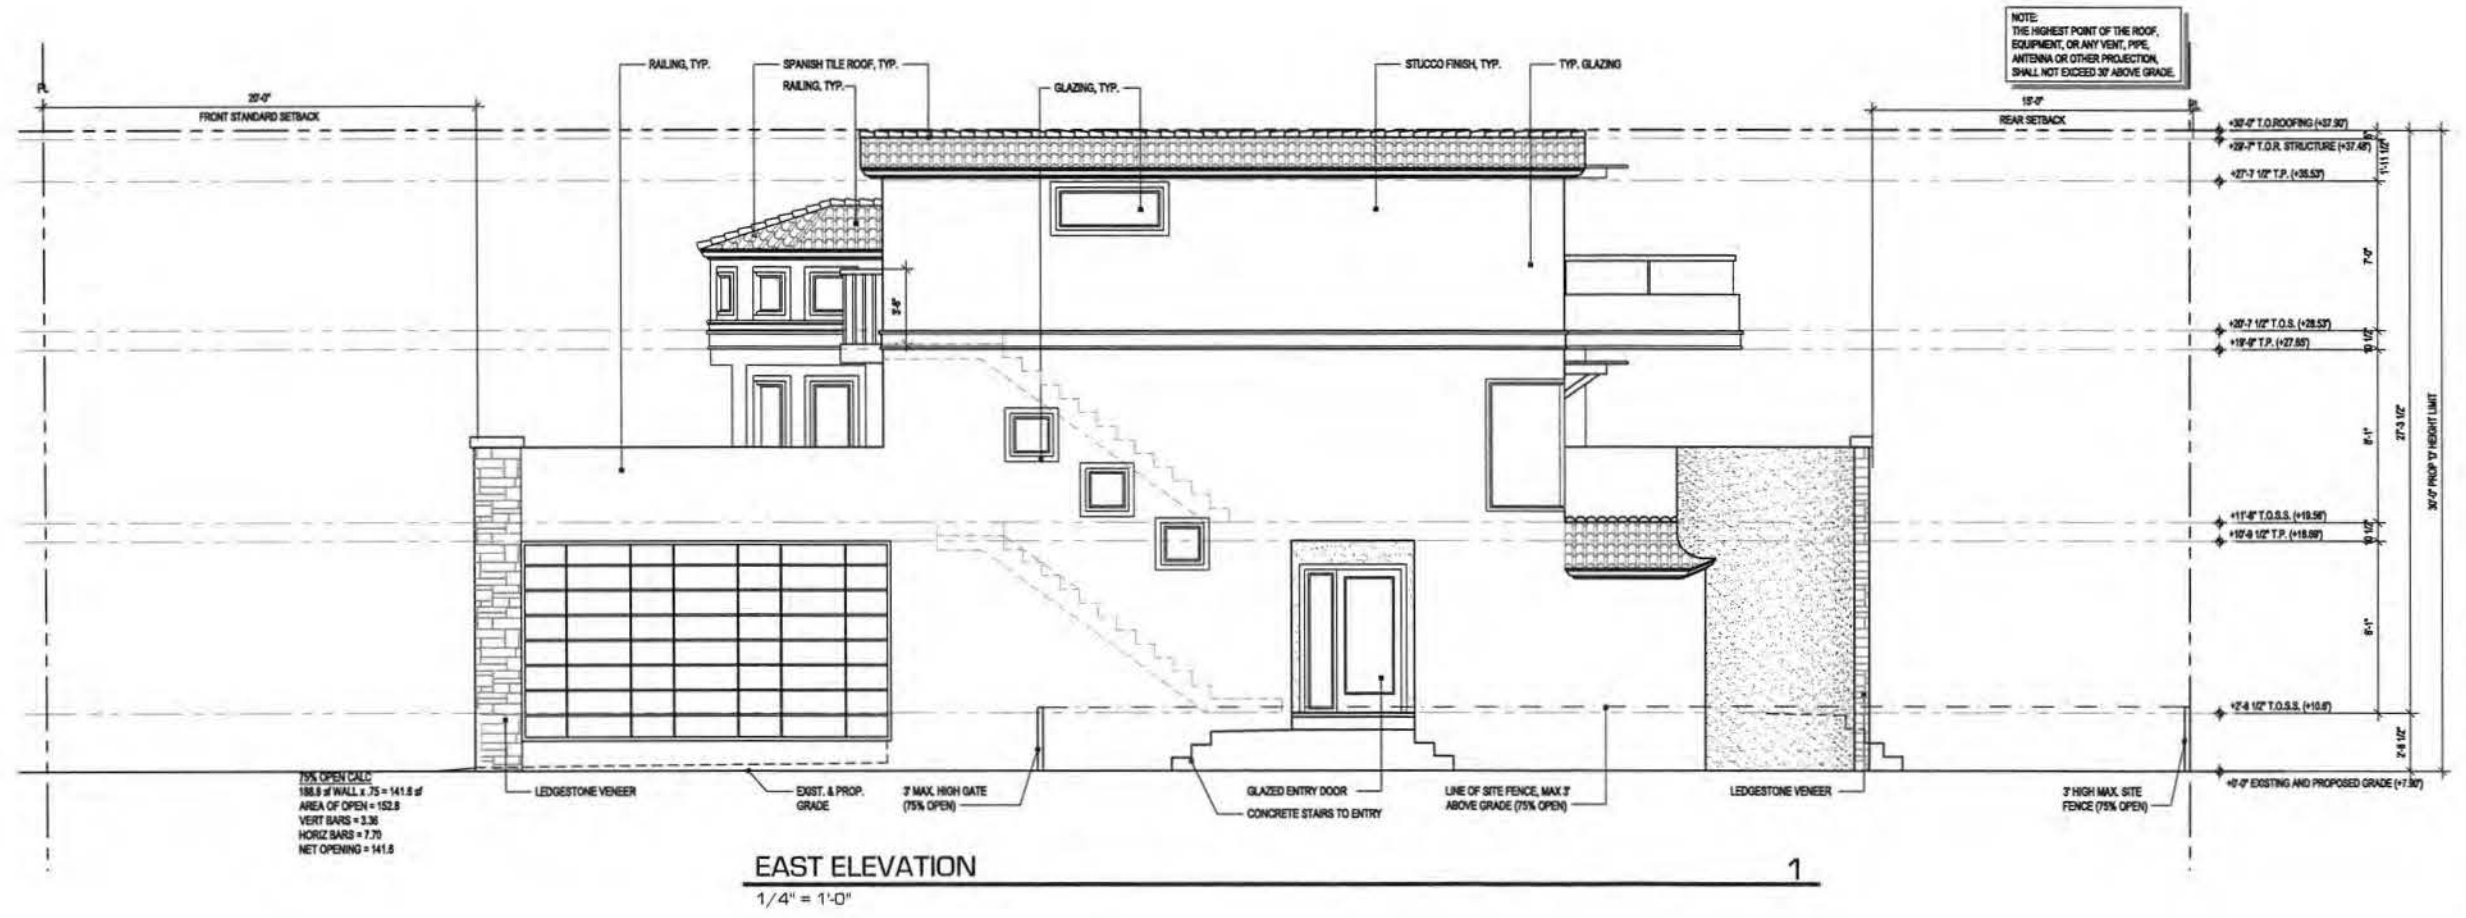 NOTE:
THE HIGHEST POINT OF THE ROOF,
EQUIPMENT, OR ANY VENT, PIPE,
ANTENNA OR OTHER PROJECTION,
SHALL NOT EXCEED 30' ABOVE GRADE.
RAILING, TYP.
SPANISH TILE ROOF, TYP.
RAILING, TYP.
GLAZING, TYP.
STUCCO FINISH, TYP.
TYP. GLAZING
PL
20'-0"
FRONT STANDARD SETBACK
15'-0"
REAR SETBACK
+30'-0" T.O.ROOFING (+37.90')
+29'-7" T.O.R. STRUCTURE (+37.48')
+27'-7 1/2" T.P. (+35.53')
1'-11 1/2"
7'-0"
3'-6"
+20'-7 1/2" T.O.S. (+28.53')
+19'-9" T.P. (+27.65')
10 1/2"
8'-1"
27'-3 1/2"
30'-0" PROP 'D' HEIGHT LIMIT
+11'-8" T.O.S.S. (+19.56')
+10'-9 1/2" T.P. (+18.69')
10 1/2"
8'-1"
+2'-8 1/2" T.O.S.S. (+10.6')
2'-8 1/2"
+0'-0" EXISTING AND PROPOSED GRADE (+7.90')
75% OPEN CALC
188.8 sf WALL x .75 = 141.6 sf
AREA OF OPEN = 152.8
VERT BARS = 3.36
HORIZ BARS = 7.70
NET OPENING = 141.6
LEDGESTONE VENEER
EXIST. & PROP.
GRADE
3' MAX. HIGH GATE
(75% OPEN)
GLAZED ENTRY DOOR
CONCRETE STAIRS TO ENTRY
LINE OF SITE FENCE, MAX 3'
ABOVE GRADE (75% OPEN)
LEDGESTONE VENEER
3' HIGH MAX. SITE
FENCE (75% OPEN)
EAST ELEVATION
1
1/4" = 1'-0"